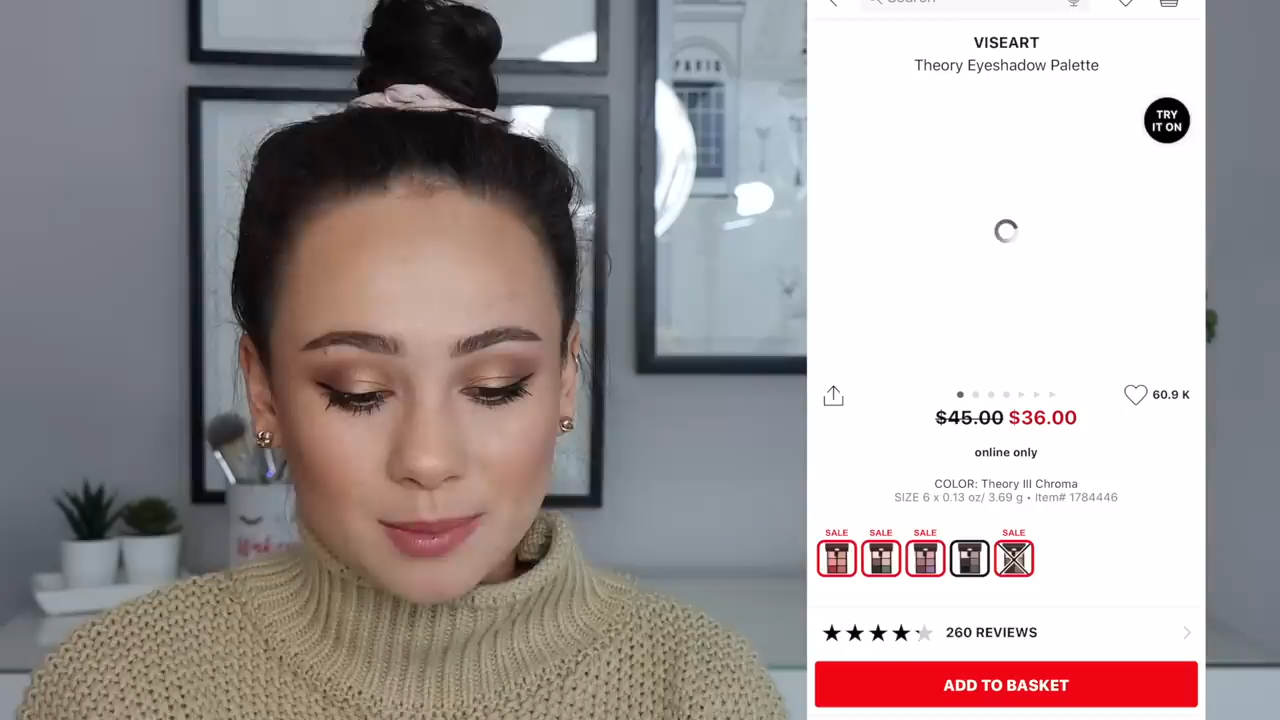 PARIS
VISEART
Theory Eyeshadow Palette
TRY
IT ON
60.9 K
$45.00 $36.00
online only
COLOR: Theory III Chroma
SIZE 6 x 0.13 oz/ 3.69 g • Item# 1784446
SALE SALE SALE SALE
260 REVIEWS
ADD TO BASKET